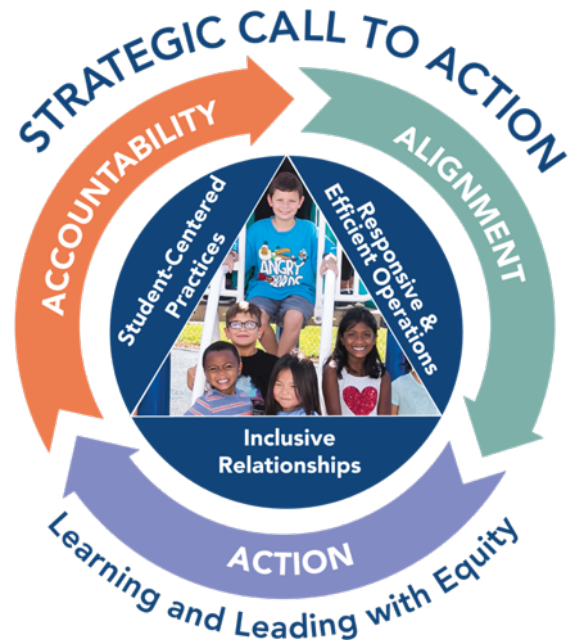 STRATEGIC CALL TO ACTION
ACCOUNTABILITY
ALIGNMENT
Student-Centered
Practices
Responsive &
Efficient Operations
ANGRY
Inclusive
Relationships
ACTION
Learning and Leading with Equity